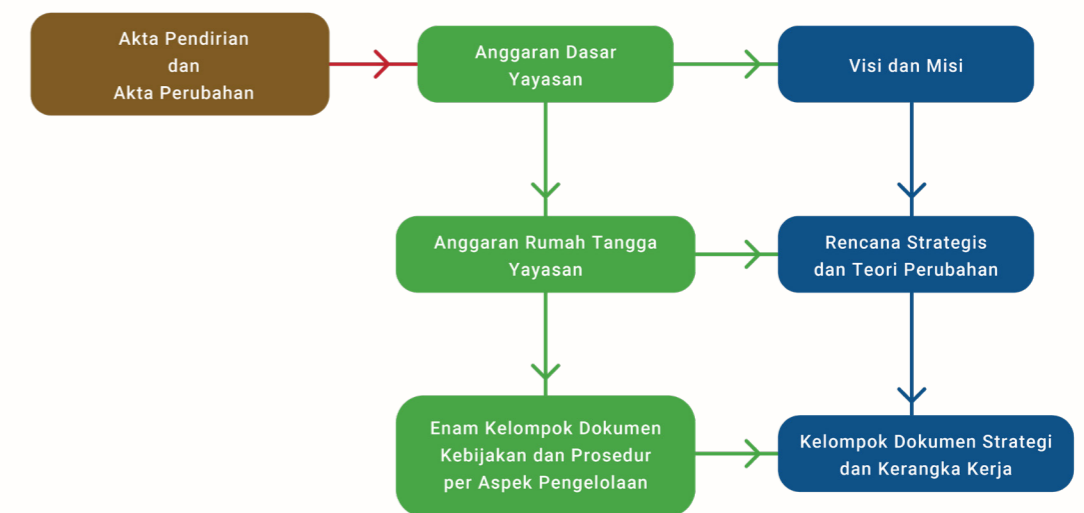 Akta Pendirian
dan
Akta Perubahan
Anggaran Dasar
Yayasan
Visi dan Misi
Anggaran Rumah Tangga
Yayasan
Rencana Strategis
dan Teori Perubahan
Enam Kelompok Dokumen
Kebijakan dan Prosedur
per Aspek Pengelolaan
Kelompok Dokumen Strategi
dan Kerangka Kerja